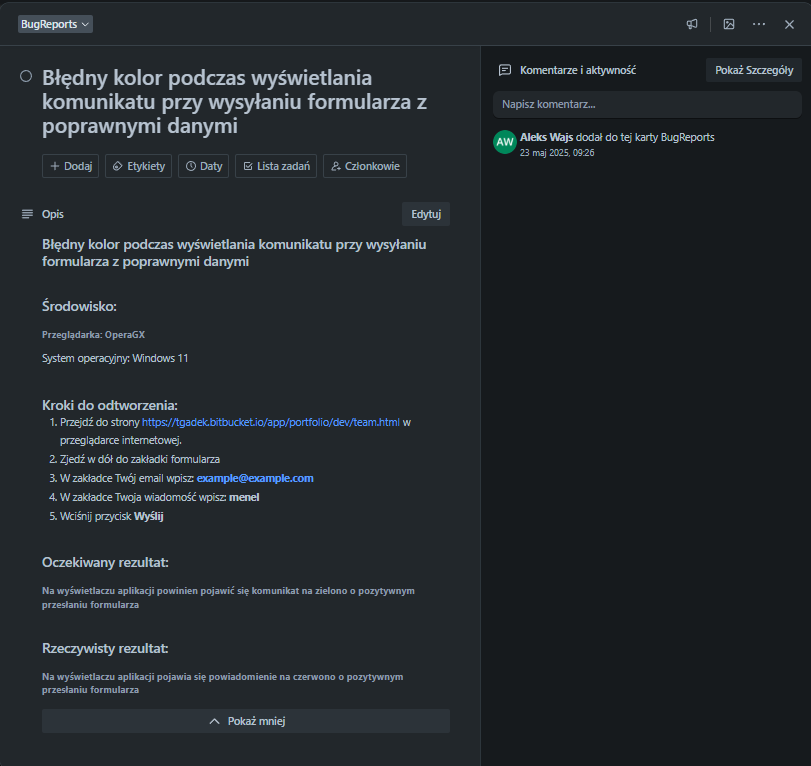 BugReports
Błędny kolor podczas wyświetlania
komunikatu przy wysyłaniu formularza z
poprawnymi danymi
Dodaj
Etykiety
Daty
Lista zadań
Członkowie
Opis
Edytuj
Błędny kolor podczas wyświetlania komunikatu przy wysyłaniu
formularza z poprawnymi danymi
Środowisko:
Przeglądarka: OperaGX
System operacyjny: Windows 11
Kroki do odtworzenia:
1. Przejdź do strony https://tgadek.bitbucket.io/app/portfolio/dev/team.html w
przeglądarce internetowej.
2. Zjedź w dół do zakładki formularza
3. W zakładce Twój email wpisz: example@example.com
4. W zakładce Twoja wiadomość wpisz: menel
5. Wciśnij przycisk Wyślij
Oczekiwany rezultat:
Na wyświetlaczu aplikacji powinien pojawić się komunikat na zielono o pozytywnym
przesłaniu formularza
Rzeczywisty rezultat:
Na wyświetlaczu aplikacji pojawia się powiadomienie na czerwono o pozytywnym
przesłaniu formularza
Pokaż mniej
Komentarze i aktywność
Pokaż Szczegóły
Napisz komentarz...
AW
Aleks Wajs dodał do tej karty BugReports
23 maj 2025, 09:26